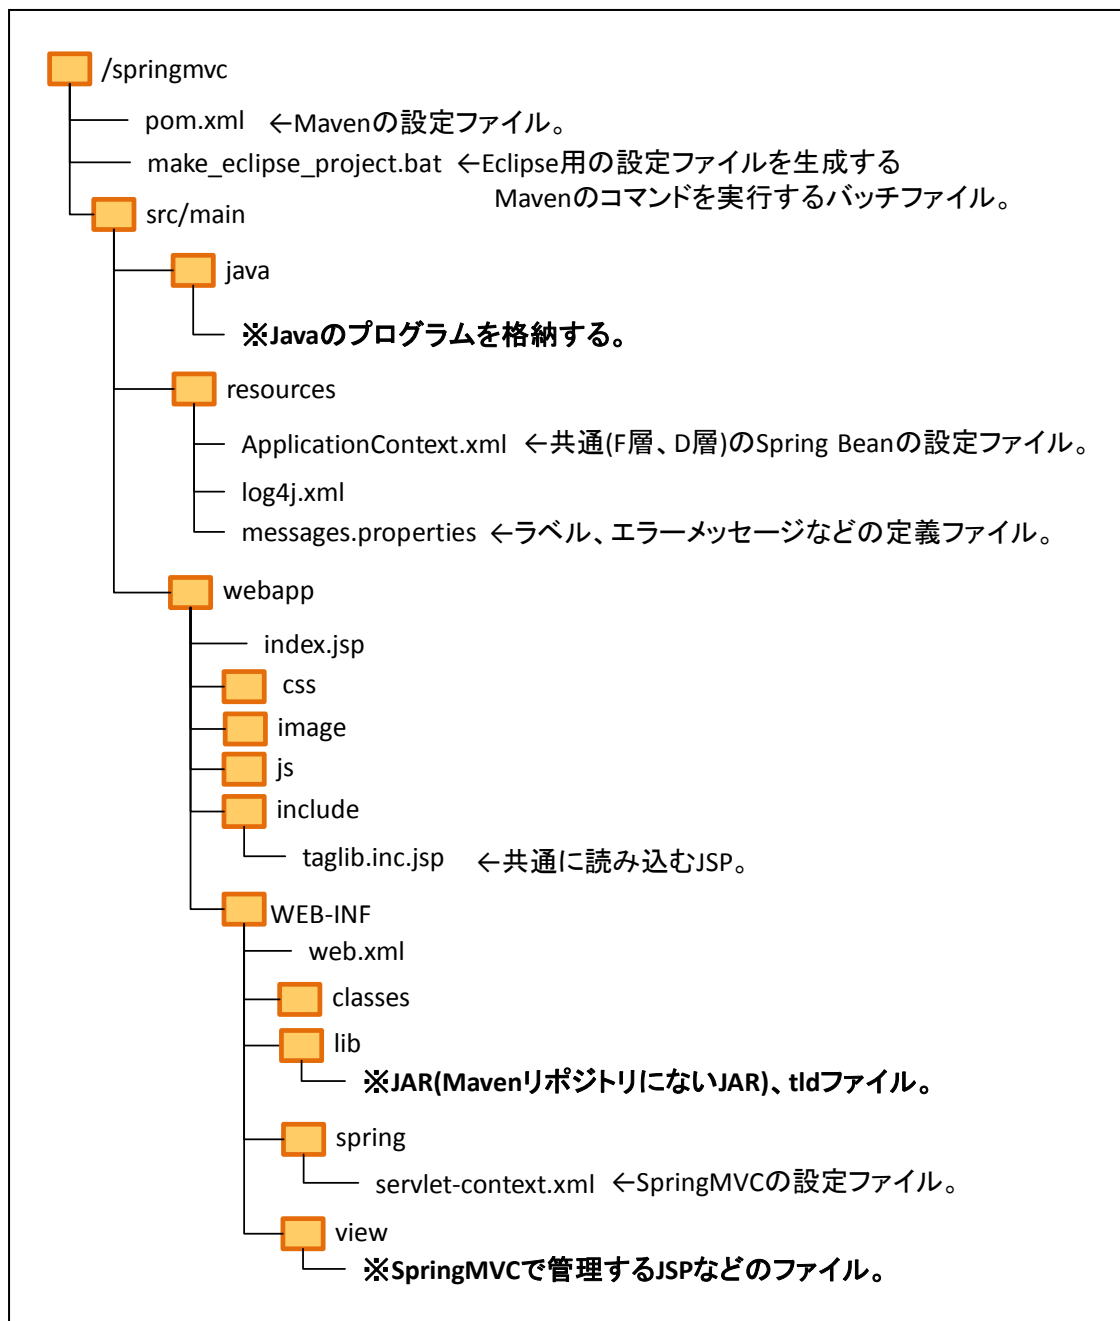 /springmvc
pom.xml ←Mavenの設定ファイル。
make_eclipse_project.bat ←Eclipse用の設定ファイルを生成する
Mavenのコマンドを実行するバッチファイル。
src/main
java
※Javaのプログラムを格納する。
resources
ApplicationContext.xml ←共通(F層、D層)のSpring Beanの設定ファイル。
log4j.xml
messages.properties ←ラベル、エラーメッセージなどの定義ファイル。
webapp
index.jsp
css
image
js
include
taglib.inc.jsp ←共通に読み込むJSP。
WEB-INF
web.xml
classes
lib
※JAR(MavenリポジトリにないJAR)、tldファイル。
spring
servlet-context.xml ←SpringMVCの設定ファイル。
view
※SpringMVCで管理するJSPなどのファイル。